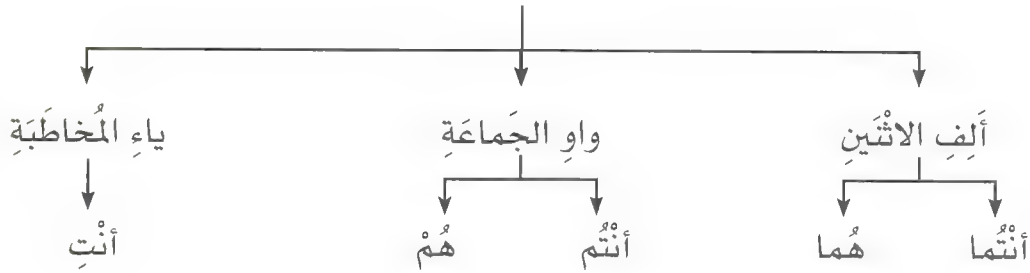 أَلِفِ الاثْنَينِ واوِ الجَماعَةِ ياءِ المُخاطَبَةِ
أنْتُما هُما أنْتُم هُمْ أنْتِ